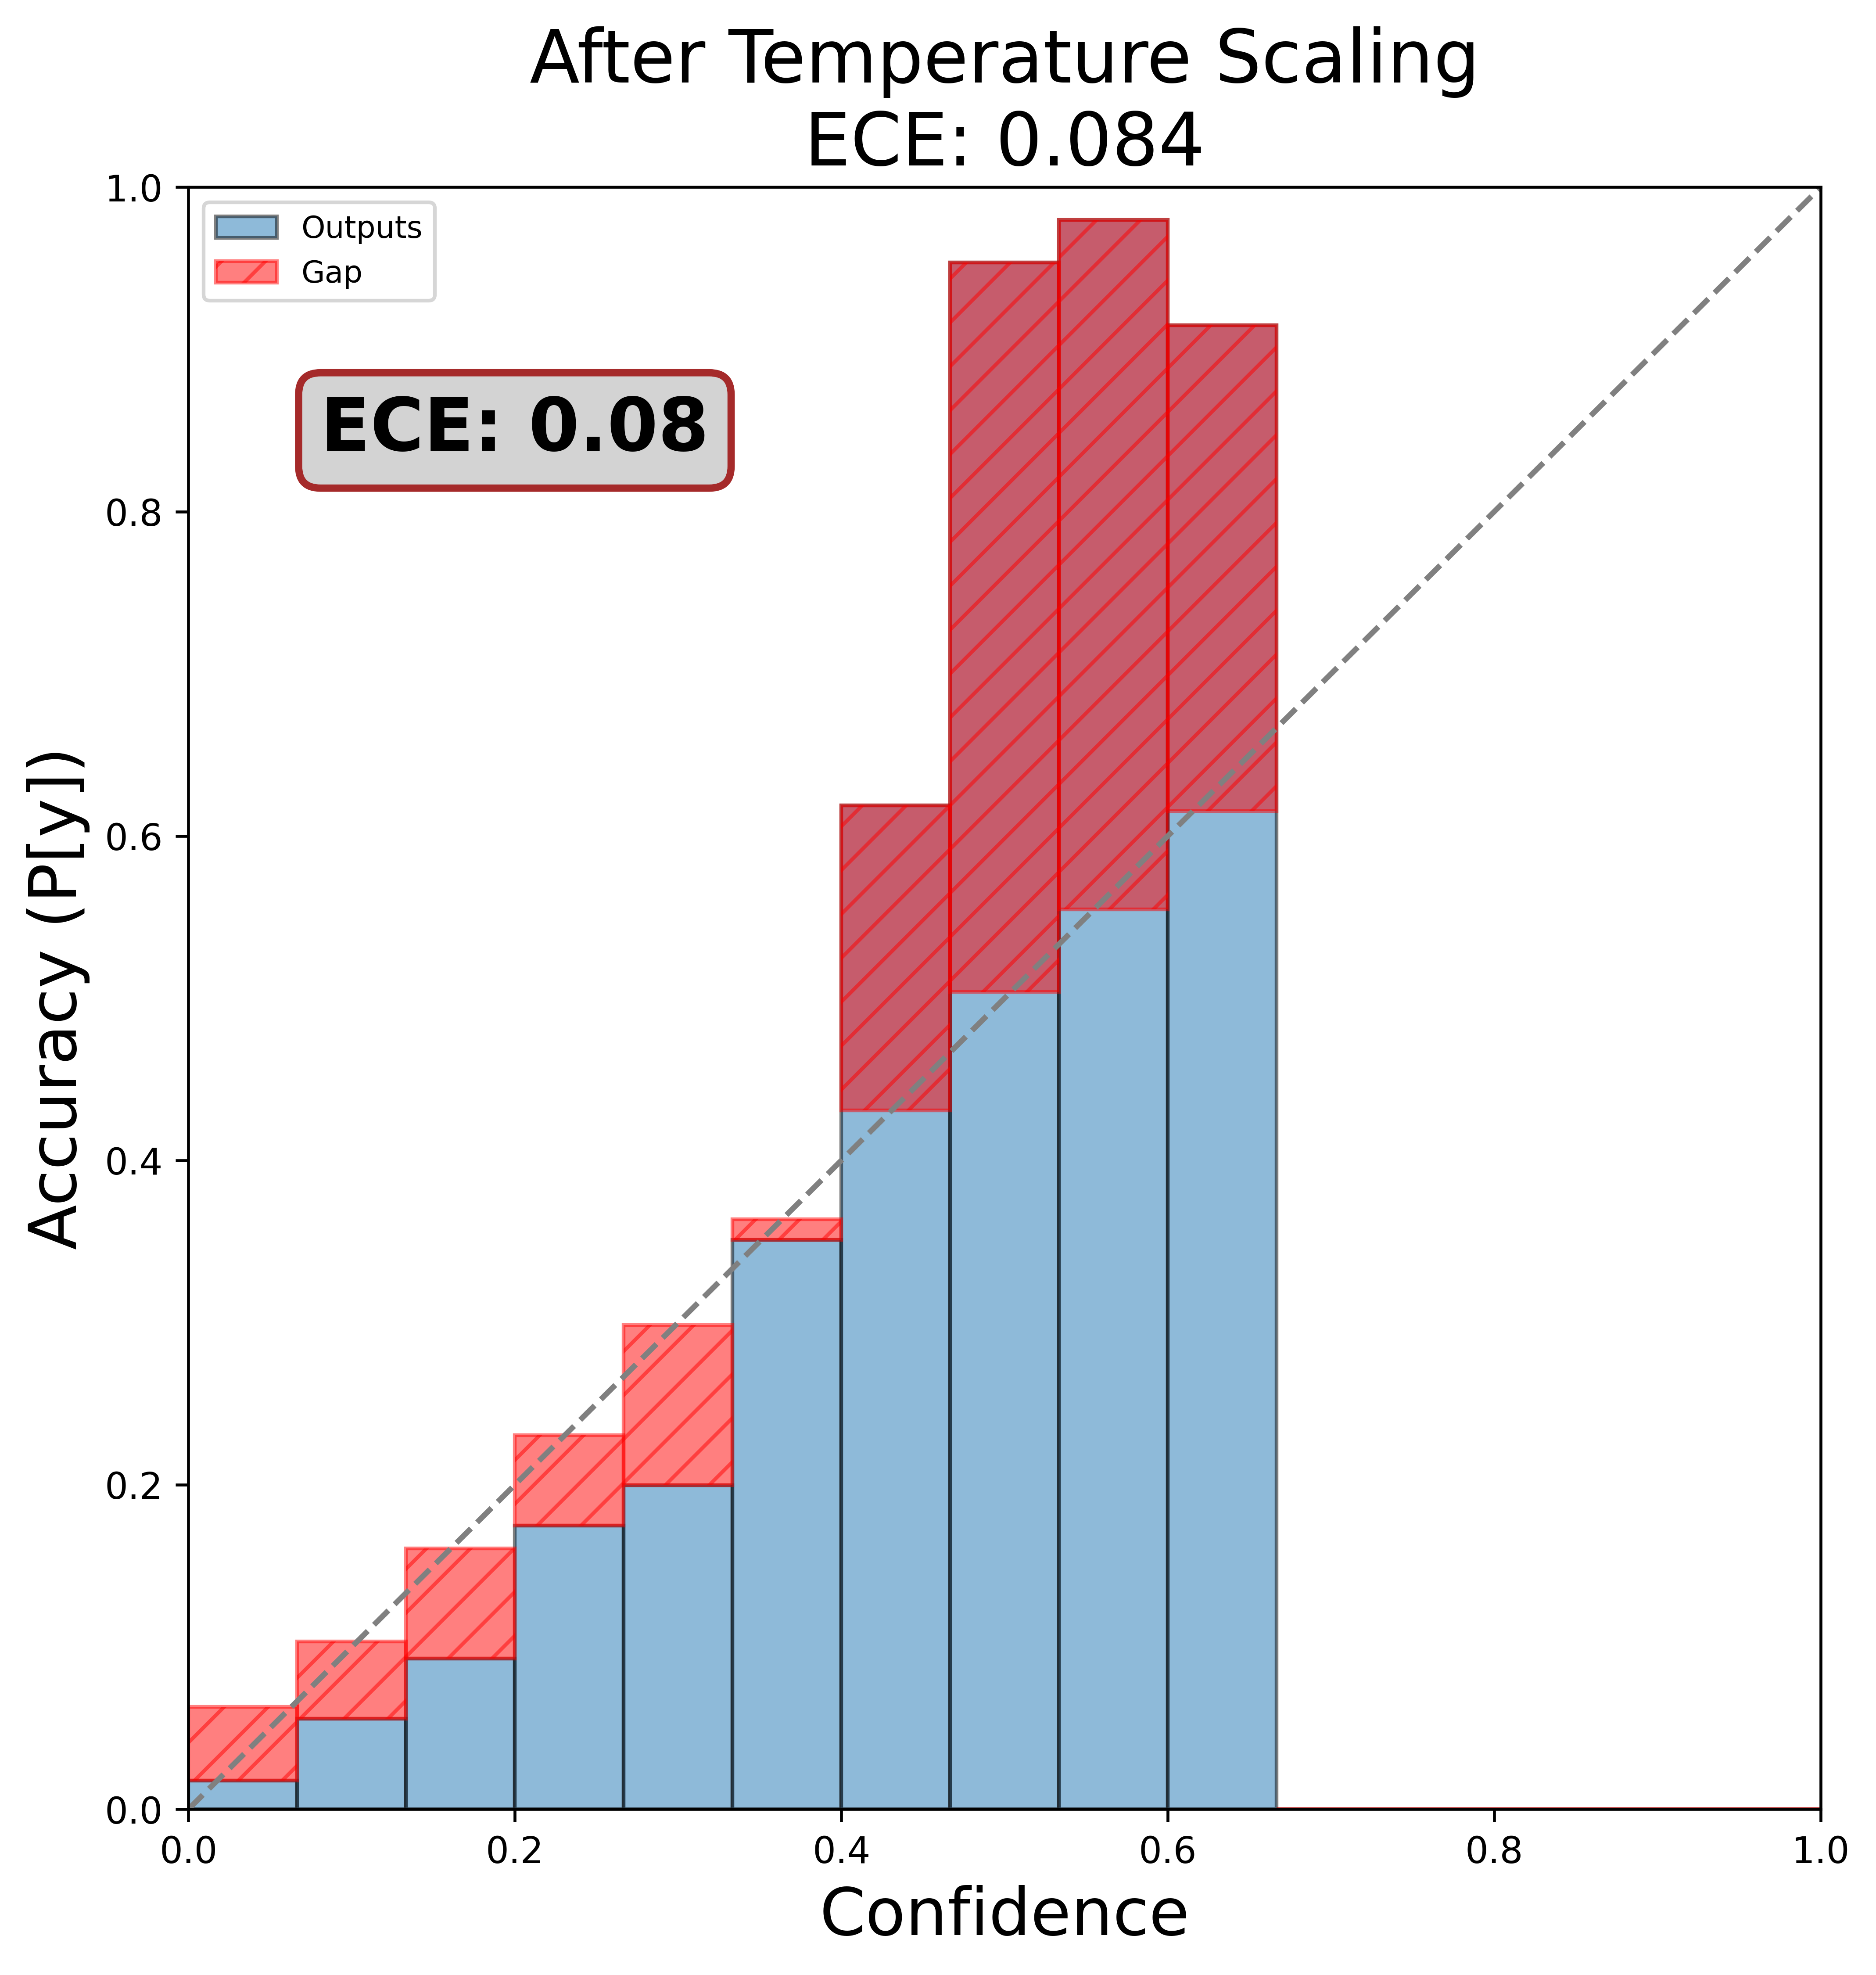 After Temperature Scaling
ECE: 0.084
1.0
Outputs
Gap
ECE: 0.08
0.8
0.6
0.4
0.2
0.0
Accuracy (P[y])
0.0 0.2 0.4 0.6 0.8 1.0
Confidence